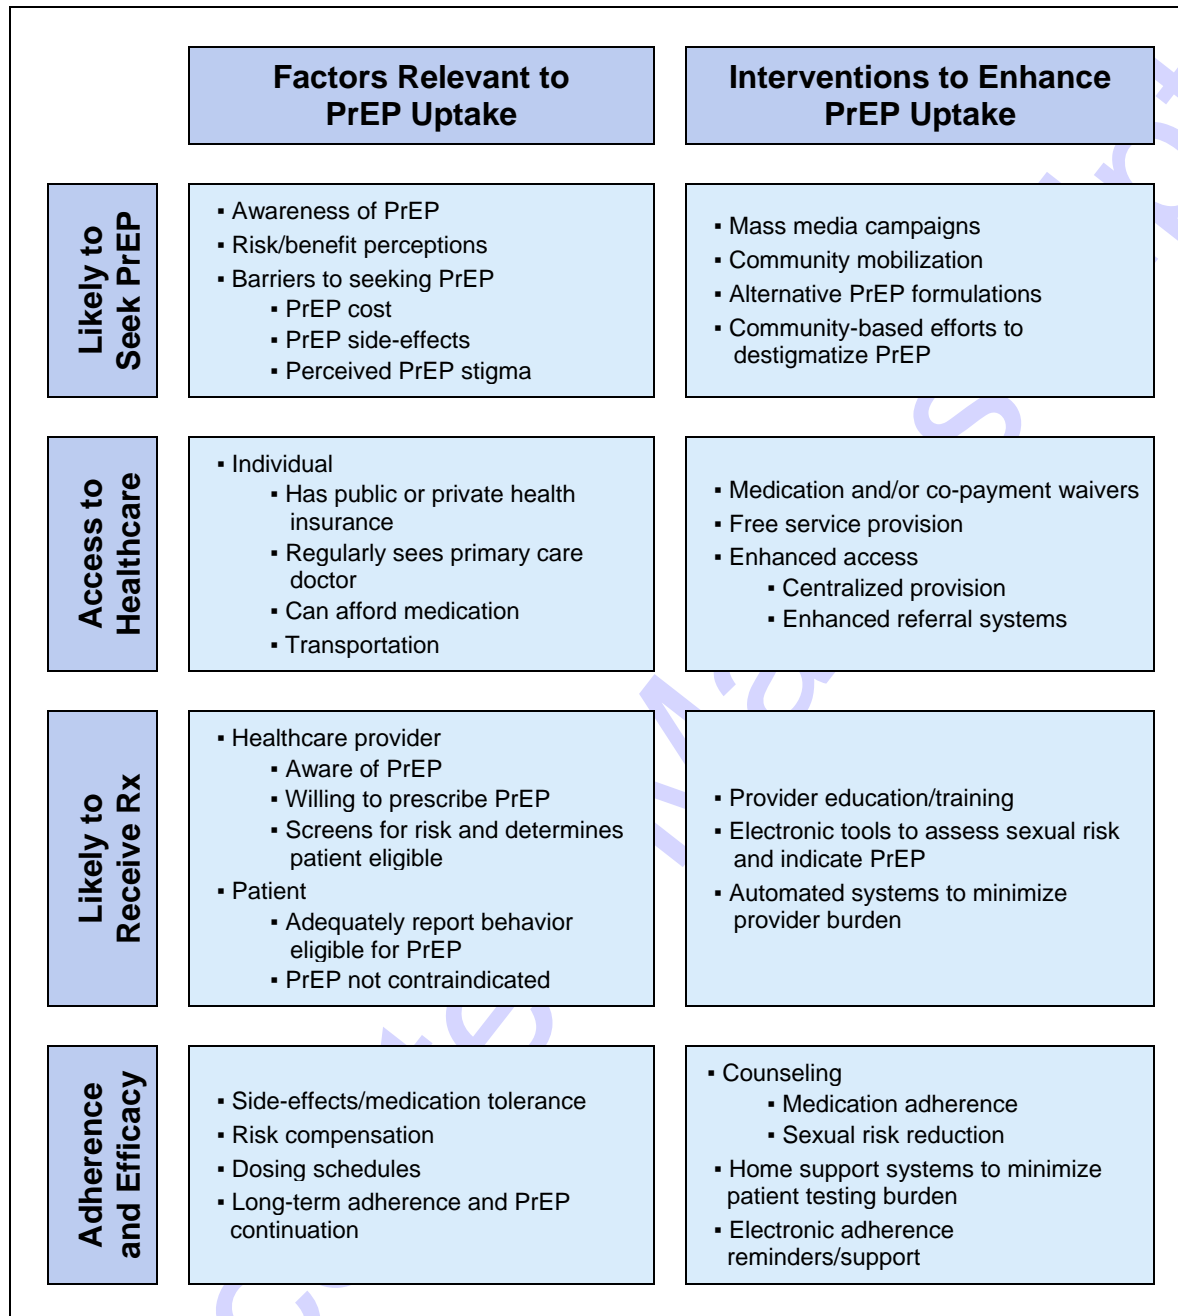 Factors Relevant to
PrEP Uptake
Interventions to Enhance
PrEP Uptake
Likely to
Seek PrEP
▪ Awareness of PrEP
▪ Risk/benefit perceptions
▪ Barriers to seeking PrEP
▪ PrEP cost
▪ PrEP side-effects
▪ Perceived PrEP stigma
▪ Mass media campaigns
▪ Community mobilization
▪ Alternative PrEP formulations
▪ Community-based efforts to
destigmatize PrEP
Access to
Healthcare
▪ Individual
▪ Has public or private health
insurance
▪ Regularly sees primary care
doctor
▪ Can afford medication
▪ Transportation
▪ Medication and/or co-payment waivers
▪ Free service provision
▪ Enhanced access
▪ Centralized provision
▪ Enhanced referral systems
Likely to
Receive Rx
▪ Healthcare provider
▪ Aware of PrEP
▪ Willing to prescribe PrEP
▪ Screens for risk and determines
patient eligible
▪ Patient
▪ Adequately report behavior
eligible for PrEP
▪ PrEP not contraindicated
▪ Provider education/training
▪ Electronic tools to assess sexual risk
and indicate PrEP
▪ Automated systems to minimize
provider burden
Adherence
and Efficacy
▪ Side-effects/medication tolerance
▪ Risk compensation
▪ Dosing schedules
▪ Long-term adherence and PrEP
continuation
▪ Counseling
▪ Medication adherence
▪ Sexual risk reduction
▪ Home support systems to minimize
patient testing burden
▪ Electronic adherence
reminders/support